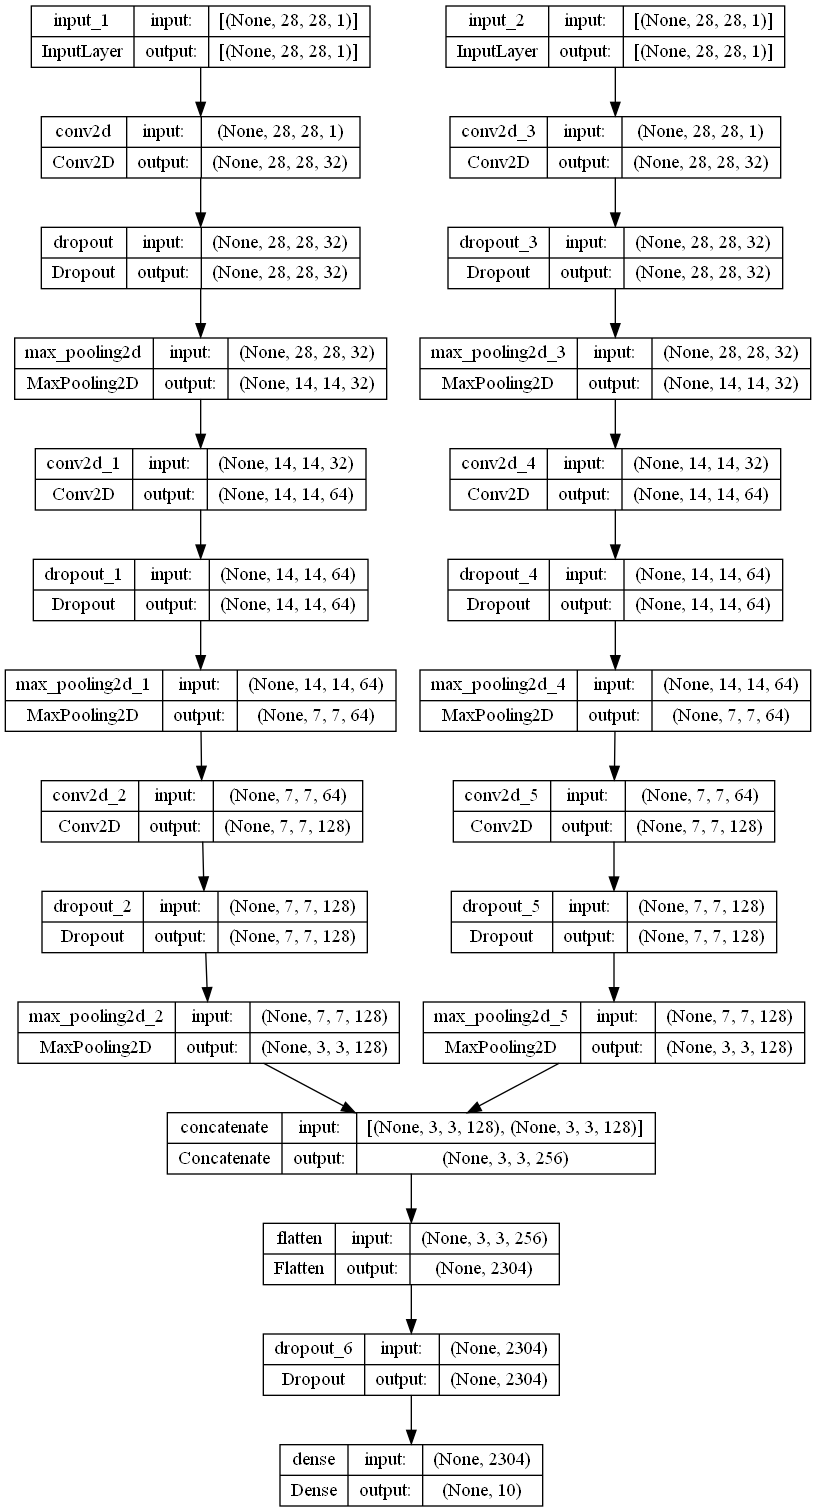 input_1 input: [(None, 28, 28, 1)]
InputLayer output: [(None, 28, 28, 1)]
input_2 input: [(None, 28, 28, 1)]
InputLayer output: [(None, 28, 28, 1)]
conv2d input: (None, 28, 28, 1)
Conv2D output: (None, 28, 28, 32)
conv2d_3 input: (None, 28, 28, 1)
Conv2D output: (None, 28, 28, 32)
dropout input: (None, 28, 28, 32)
Dropout output: (None, 28, 28, 32)
dropout_3 input: (None, 28, 28, 32)
Dropout output: (None, 28, 28, 32)
max_pooling2d input: (None, 28, 28, 32)
MaxPooling2D output: (None, 14, 14, 32)
max_pooling2d_3 input: (None, 28, 28, 32)
MaxPooling2D output: (None, 14, 14, 32)
conv2d_1 input: (None, 14, 14, 32)
Conv2D output: (None, 14, 14, 64)
conv2d_4 input: (None, 14, 14, 32)
Conv2D output: (None, 14, 14, 64)
dropout_1 input: (None, 14, 14, 64)
Dropout output: (None, 14, 14, 64)
dropout_4 input: (None, 14, 14, 64)
Dropout output: (None, 14, 14, 64)
max_pooling2d_1 input: (None, 14, 14, 64)
MaxPooling2D output: (None, 7, 7, 64)
max_pooling2d_4 input: (None, 14, 14, 64)
MaxPooling2D output: (None, 7, 7, 64)
conv2d_2 input: (None, 7, 7, 64)
Conv2D output: (None, 7, 7, 128)
conv2d_5 input: (None, 7, 7, 64)
Conv2D output: (None, 7, 7, 128)
dropout_2 input: (None, 7, 7, 128)
Dropout output: (None, 7, 7, 128)
dropout_5 input: (None, 7, 7, 128)
Dropout output: (None, 7, 7, 128)
max_pooling2d_2 input: (None, 7, 7, 128)
MaxPooling2D output: (None, 3, 3, 128)
max_pooling2d_5 input: (None, 7, 7, 128)
MaxPooling2D output: (None, 3, 3, 128)
concatenate input: [(None, 3, 3, 128), (None, 3, 3, 128)]
Concatenate output: (None, 3, 3, 256)
flatten input: (None, 3, 3, 256)
Flatten output: (None, 2304)
dropout_6 input: (None, 2304)
Dropout output: (None, 2304)
dense input: (None, 2304)
Dense output: (None, 10)